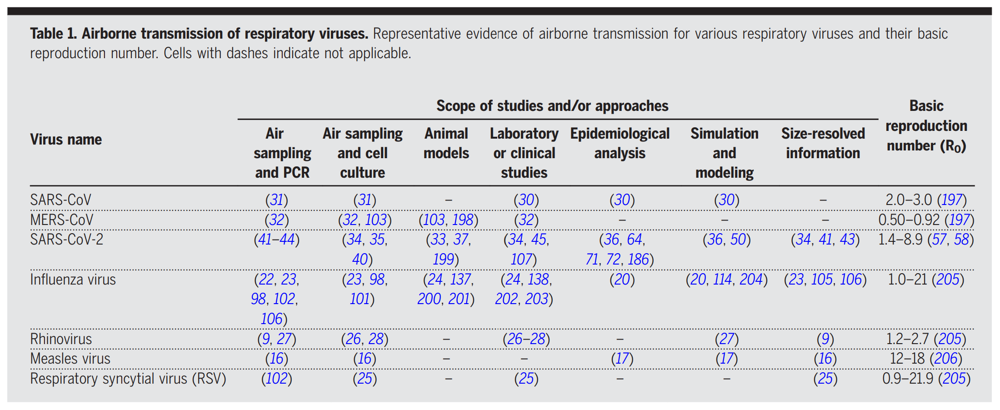 Table 1. Airborne transmission of respiratory viruses. Representative evidence of airborne transmission for various respiratory viruses and their basic
reproduction number. Cells with dashes indicate not applicable.
Scope of studies and/or approaches
Basic
reproduction
number (R0)
Virus name
Air
sampling
and PCR
Air sampling
and cell
culture
Animal
models
Laboratory
or clinical
studies
Epidemiological
analysis
Simulation
and
modeling
Size-resolved
information
SARS-CoV (31) (31) – (30) (30) (30) – 2.0–3.0 (197)
MERS-CoV (32) (32, 103) (103, 198) (32) – – – 0.50–0.92 (197)
SARS-CoV-2 (41–44) (34, 35, (33, 37, (34, 45, (36, 64, (36, 50) (34, 41, 43) 1.4–8.9 (57, 58)
40) 199) 107) 71, 72, 186)
Influenza virus (22, 23, (23, 98, (24, 137, (24, 138, (20) (20, 114, 204) (23, 105, 106) 1.0–21 (205)
98, 102, 101) 200, 201) 202, 203)
106)
Rhinovirus (9, 27) (26, 28) – (26–28) – (27) (9) 1.2–2.7 (205)
Measles virus (16) (16) – – (17) (17) (16) 12–18 (206)
Respiratory syncytial virus (RSV) (102) (25) – (25) – – (25) 0.9–21.9 (205)